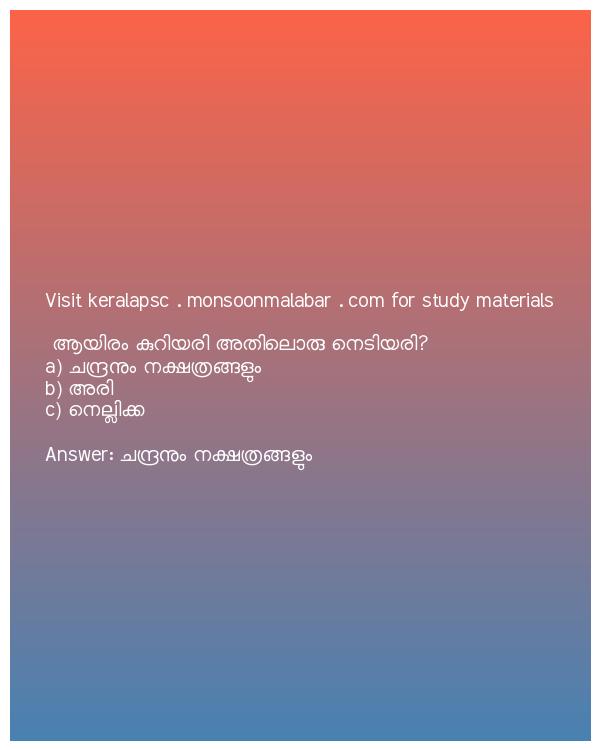 Visit keralapsc . monsoonmalabar . com for study materials
ആയിരം കുറിയരി അതിലൊരു നെടിയരി?
a) ചന്ദ്രനും നക്ഷത്രങ്ങളും
b) അരി
c) നെല്ലിക്ക
Answer: ചന്ദ്രനും നക്ഷത്രങ്ങളും